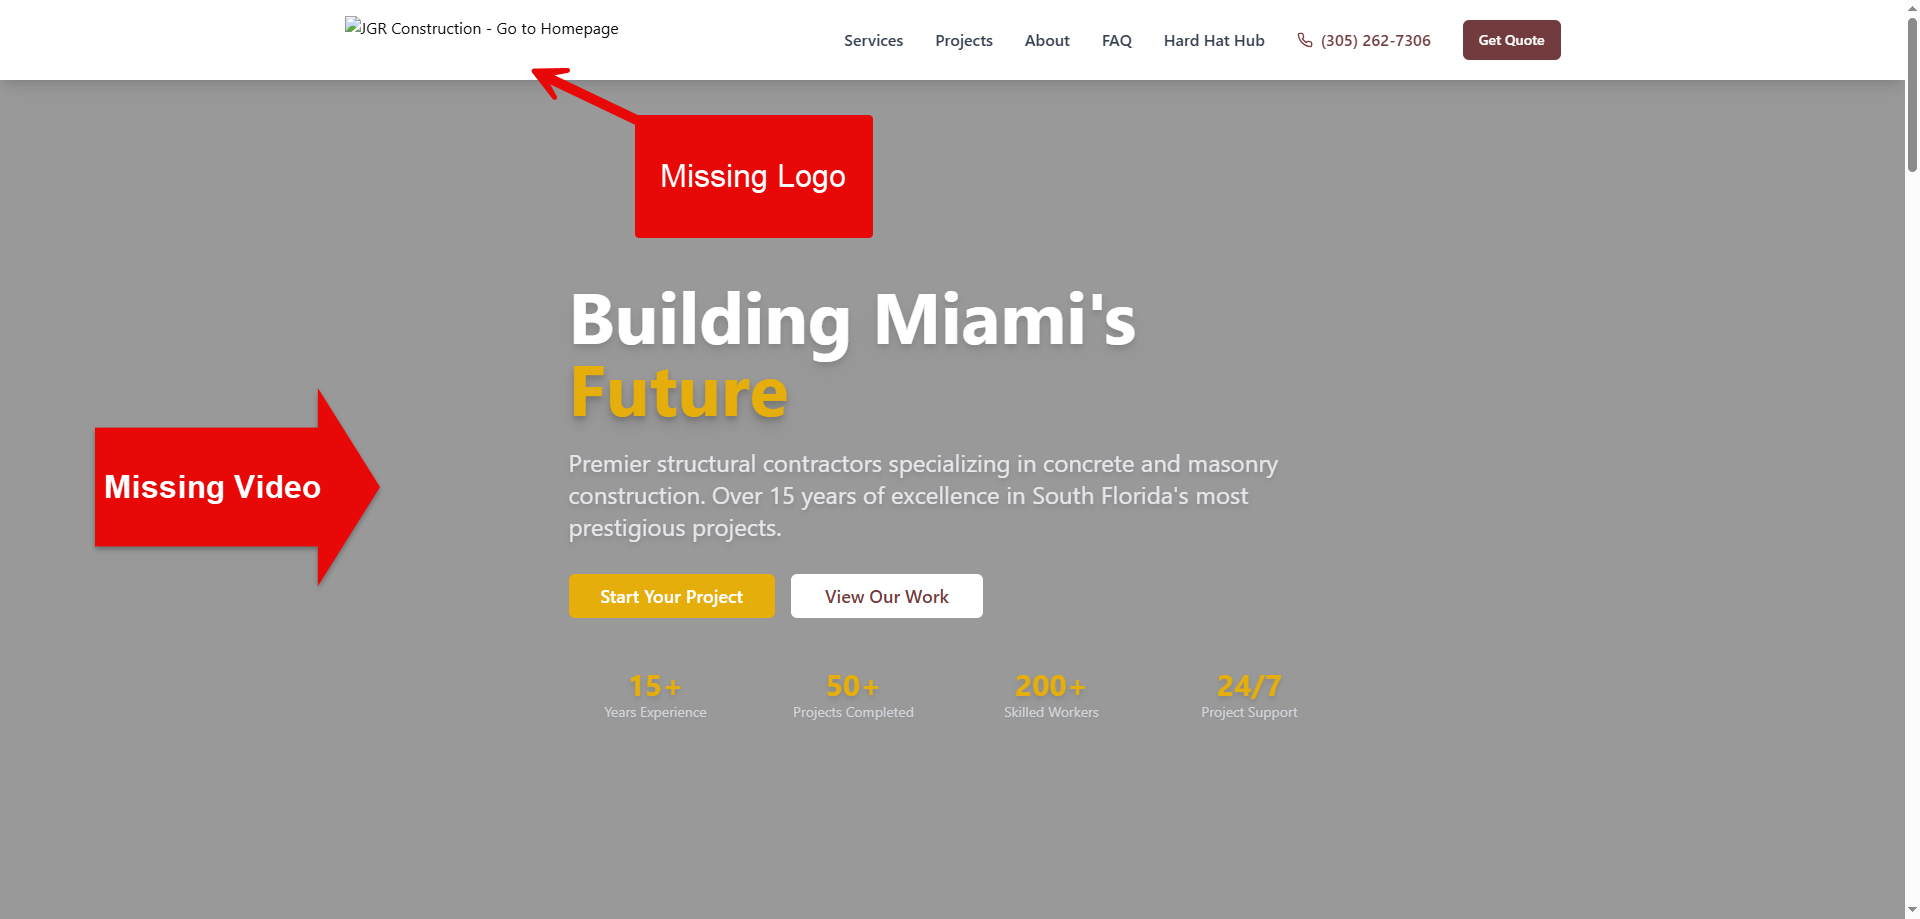 JGR Construction - Go to Homepage
Services
Projects
About
FAQ
Hard Hat Hub
(305) 262-7306
Get Quote
Missing Logo
Building Miami's
Future
Missing Video
Premier structural contractors specializing in concrete and masonry
construction. Over 15 years of excellence in South Florida's most
prestigious projects.
Start Your Project
View Our Work
15+
Years Experience
50+
Projects Completed
200+
Skilled Workers
24/7
Project Support